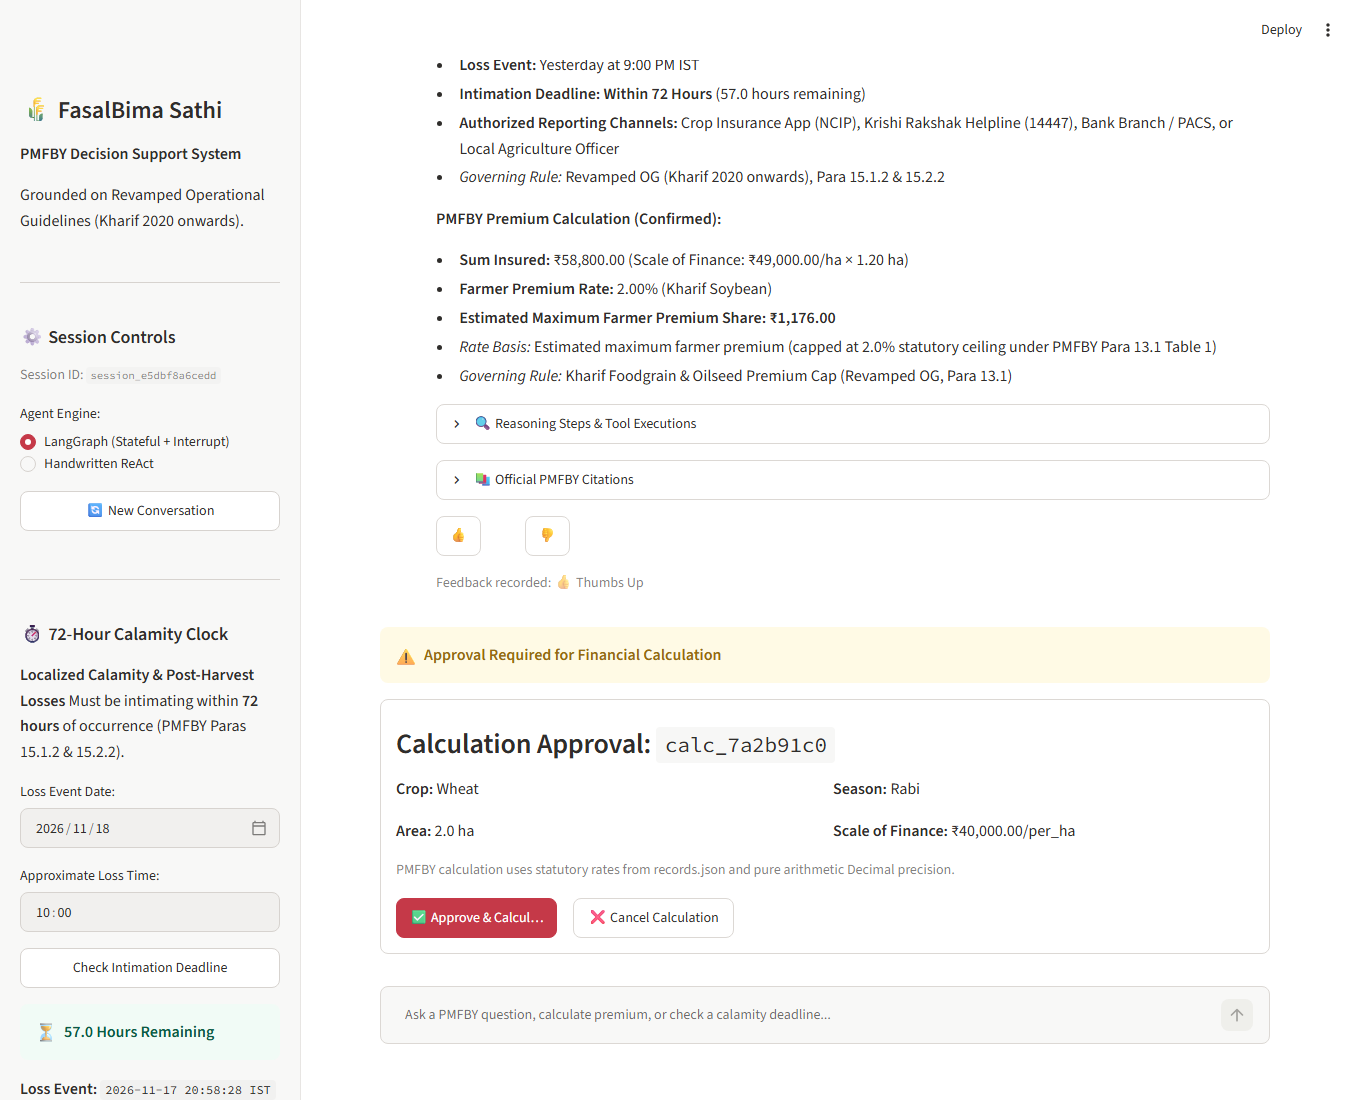 FasalBima Sathi
PMFBY Decision Support System
Grounded on Revamped Operational
Guidelines (Kharif 2020 onwards).
Session Controls
Session ID: session_e5dbf8a6cedd
Agent Engine:
LangGraph (Stateful + Interrupt)
Handwritten ReAct
New Conversation
72-Hour Calamity Clock
Localized Calamity & Post-Harvest
Losses Must be intimating within 72
hours of occurrence (PMFBY Paras
15.1.2 & 15.2.2).
Loss Event Date:
2026/11/18
Approximate Loss Time:
10:00
Check Intimation Deadline
57.0 Hours Remaining
Loss Event: 2026-11-17 20:58:28 IST
Deploy
Loss Event: Yesterday at 9:00 PM IST
Intimation Deadline: Within 72 Hours (57.0 hours remaining)
Authorized Reporting Channels: Crop Insurance App (NCIP), Krishi Rakshak Helpline (14447), Bank Branch / PACS, or
Local Agriculture Officer
Governing Rule: Revamped OG (Kharif 2020 onwards), Para 15.1.2 & 15.2.2
PMFBY Premium Calculation (Confirmed):
Sum Insured: ₹58,800.00 (Scale of Finance: ₹49,000.00/ha × 1.20 ha)
Farmer Premium Rate: 2.00% (Kharif Soybean)
Estimated Maximum Farmer Premium Share: ₹1,176.00
Rate Basis: Estimated maximum farmer premium (capped at 2.0% statutory ceiling under PMFBY Para 13.1 Table 1)
Governing Rule: Kharif Foodgrain & Oilseed Premium Cap (Revamped OG, Para 13.1)
Reasoning Steps & Tool Executions
Official PMFBY Citations
Feedback recorded: 👍 Thumbs Up
Approval Required for Financial Calculation
Calculation Approval: calc_7a2b91c0
Crop: Wheat
Season: Rabi
Area: 2.0 ha
Scale of Finance: ₹40,000.00/per_ha
PMFBY calculation uses statutory rates from records.json and pure arithmetic Decimal precision.
Approve & Calcul...
Cancel Calculation
Ask a PMFBY question, calculate premium, or check a calamity deadline...